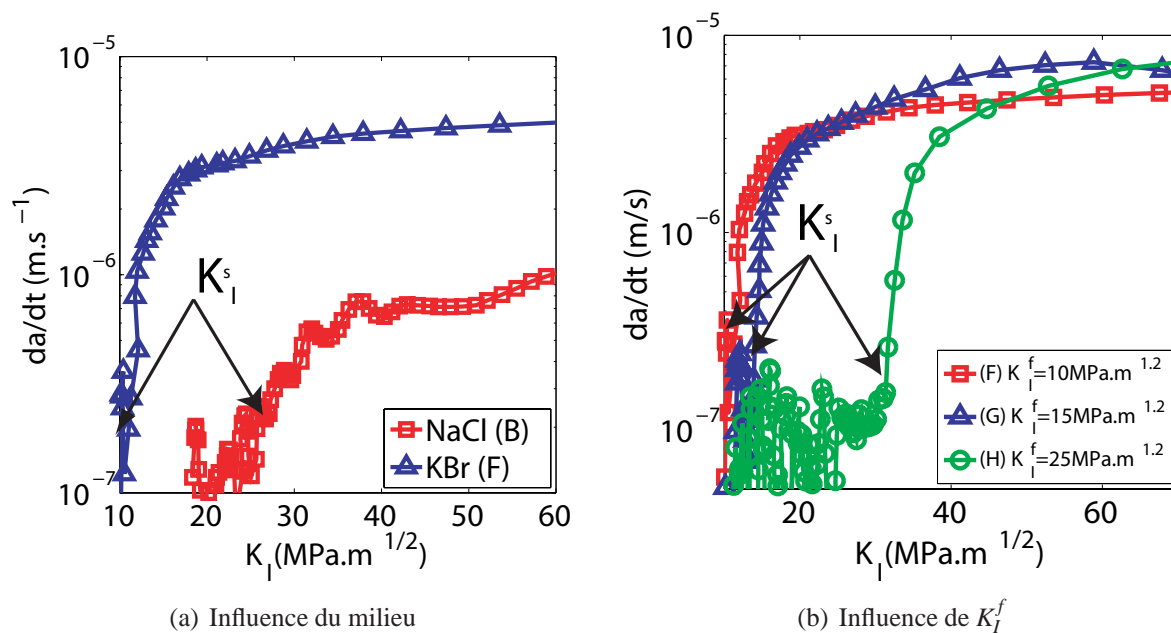 10^-5
10^-6
10^-7
da/dt (m.s^-1)
K_I^s
NaCl (B)
KBr (F)
10 20 30 40 50 60
K_I(MPa.m^1/2)
(a) Influence du milieu
10^-5
10^-6
10^-7
da/dt (m/s)
K_I^s
(F) K_I^f=10MPa.m^1.2
(G) K_I^f=15MPa.m^1.2
(H) K_I^f=25MPa.m^1.2
20 40 60
K_I(MPa.m^1/2)
(b) Influence de K_I^f